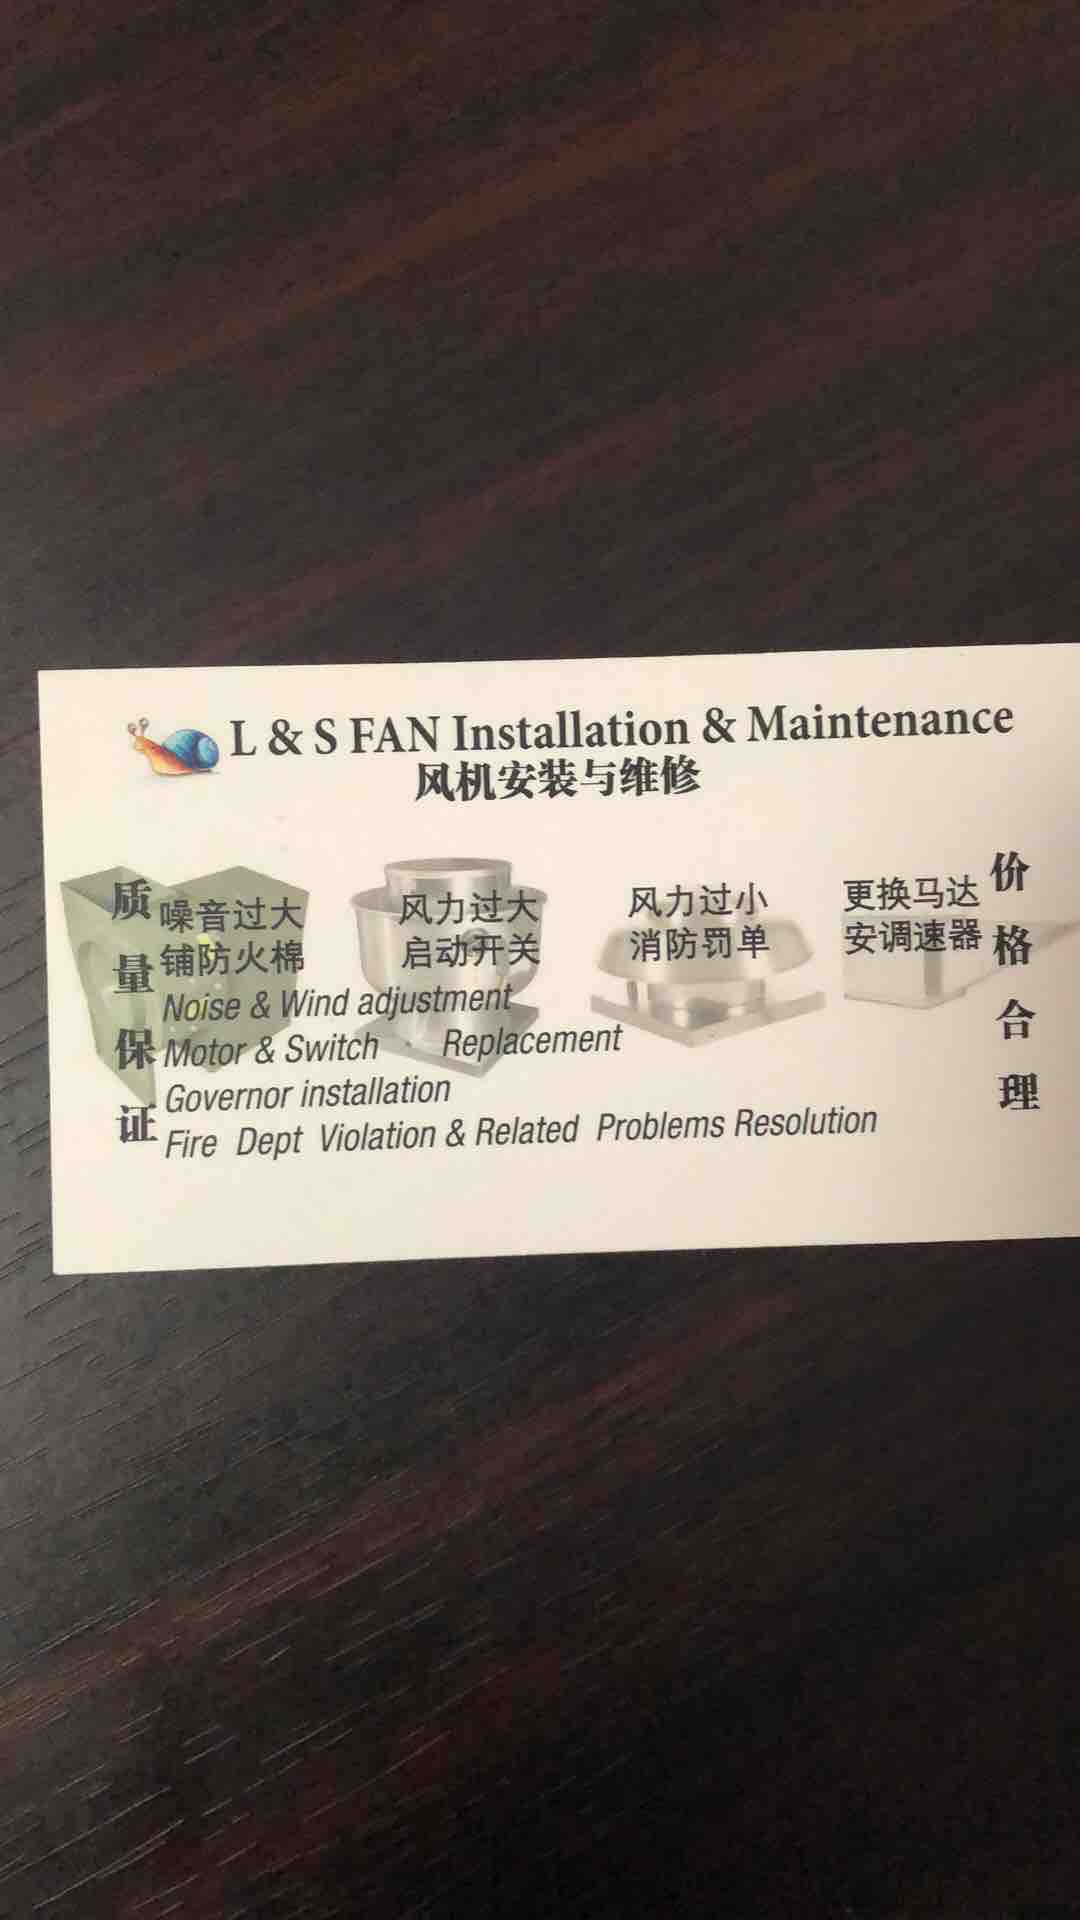 L & S FAN Installation & Maintenance
风机安装与维修
质量保证
噪音过大 风力过大 风力过小 更换马达
铺防火棉 启动开关 消防罚单 安调速器
价格合理
Noise & Wind adjustment
Motor & Switch Replacement
Governor installation
Fire Dept Violation & Related Problems Resolution